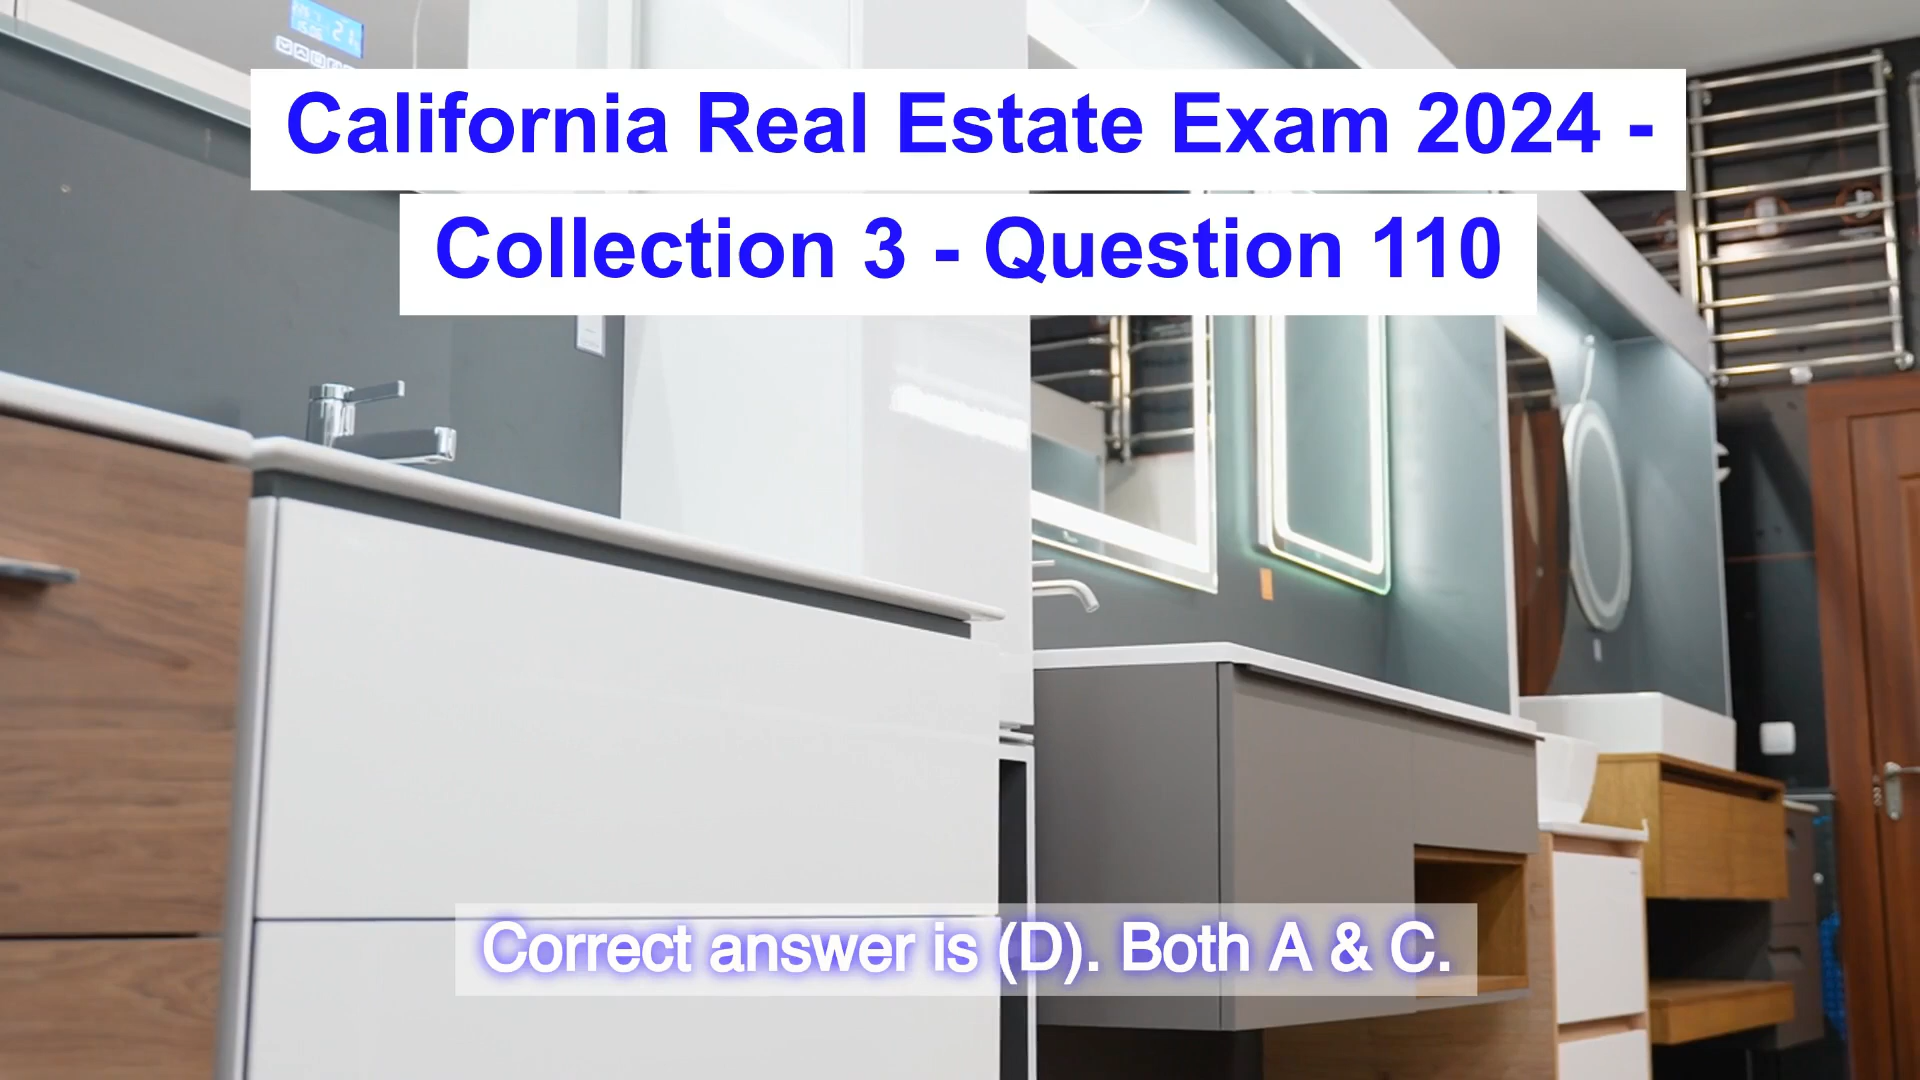 California Real Estate Exam 2024 -
Collection 3 - Question 110
Correct answer is (D). Both A & C.